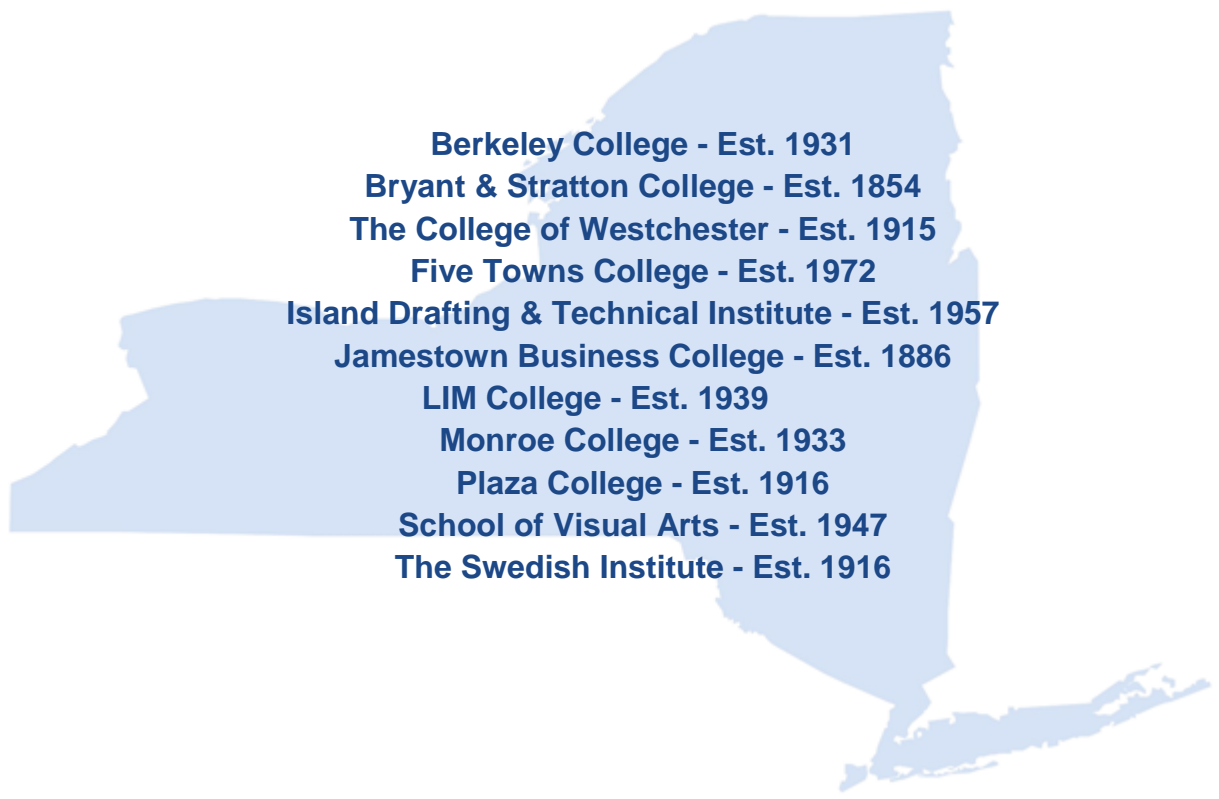 Berkeley College - Est. 1931
Bryant & Stratton College - Est. 1854
The College of Westchester - Est. 1915
Five Towns College - Est. 1972
Island Drafting & Technical Institute - Est. 1957
Jamestown Business College - Est. 1886
LIM College - Est. 1939
Monroe College - Est. 1933
Plaza College - Est. 1916
School of Visual Arts - Est. 1947
The Swedish Institute - Est. 1916